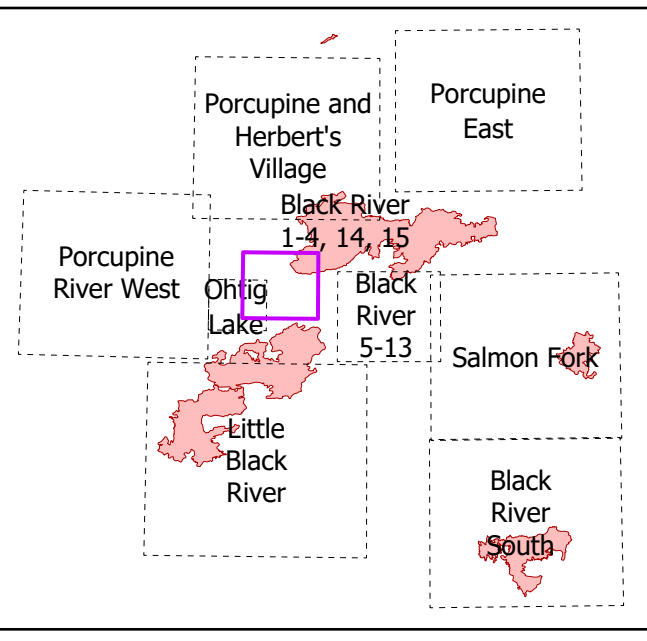 Porcupine and
Herbert's
Village
Porcupine
East
Black River
1-4, 14, 15
Porcupine
River West
Ohtig
Lake
Black
River
5-13
Salmon Fork
Little
Black
River
Black
River
South